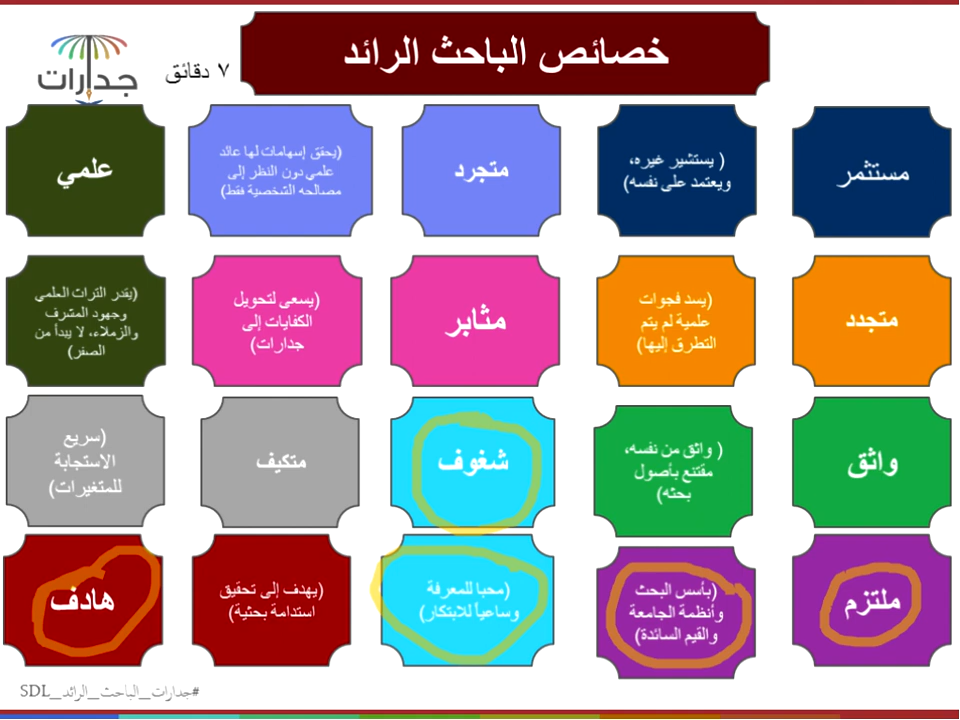 خصائص الباحث الرائد
٧ دقائق
جدارات
مستثمر
( يستشير غيره،
ويعتمد على نفسه)
متجرد
(يحقق إسهامات لها عائد
علمي دون النظر إلى
مصالحه الشخصية فقط)
علمي
متجدد
(يسد فجوات
علمية لم يتم
التطرق إليها)
مثابر
(يسعى لتحويل
الكفايات إلى
جدارات)
(يقدر التراث العلمي
وجهود المشرف
والزملاء، لا يبدأ من
الصفر)
واثق
( واثق من نفسه،
مقتنع بأصول
بحثه)
شغوف
متكيف
(سريع
الاستجابة
للمتغيرات)
ملتزم
(بأسس البحث
وأنظمة الجامعة
والقيم السائدة)
(محبا للمعرفة
وساعياً للابتكار)
(يهدف إلى تحقيق
استدامة بحثية)
هادف
#جدارات_الباحث_الرائد_SDL